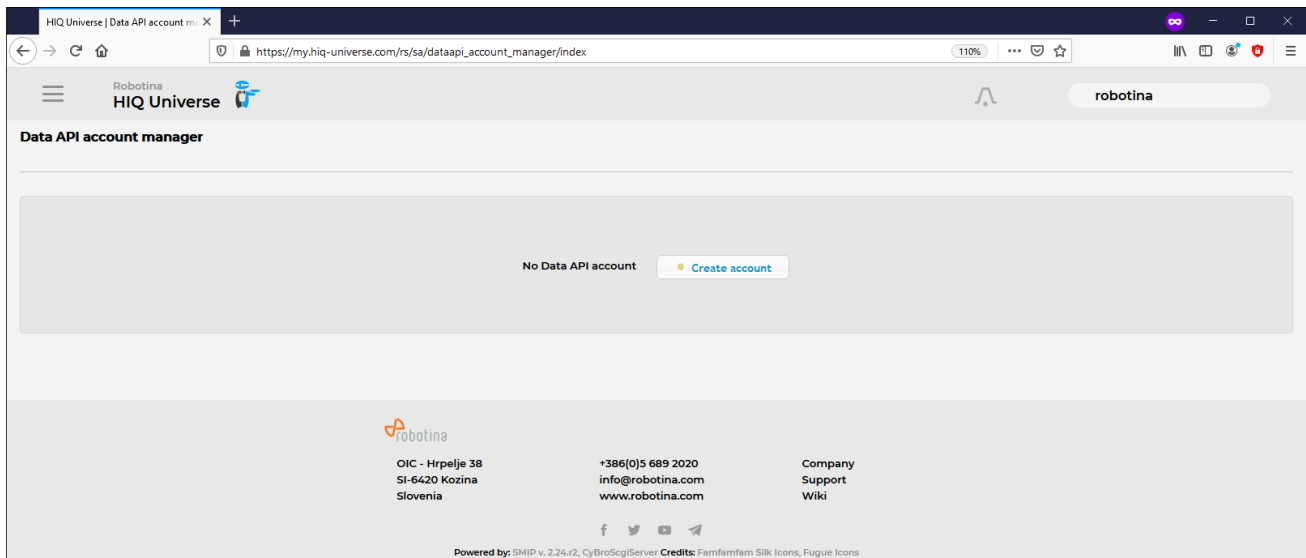 HIQ Universe | Data API account m
https://my.hiq-universe.com/rs/sa/dataapi_account_manager/index
110%
Robotina
HIQ Universe
robotina
Data API account manager
No Data API account
Create account
robotina
OIC - Hrpelje 38
SI-6420 Kozina
Slovenia
+386(0)5 689 2020
info@robotina.com
www.robotina.com
Company
Support
Wiki
Powered by: SMIP v. 2.24.r2, CyBroScgiServer Credits: Famfamfam Silk Icons, Fugue Icons